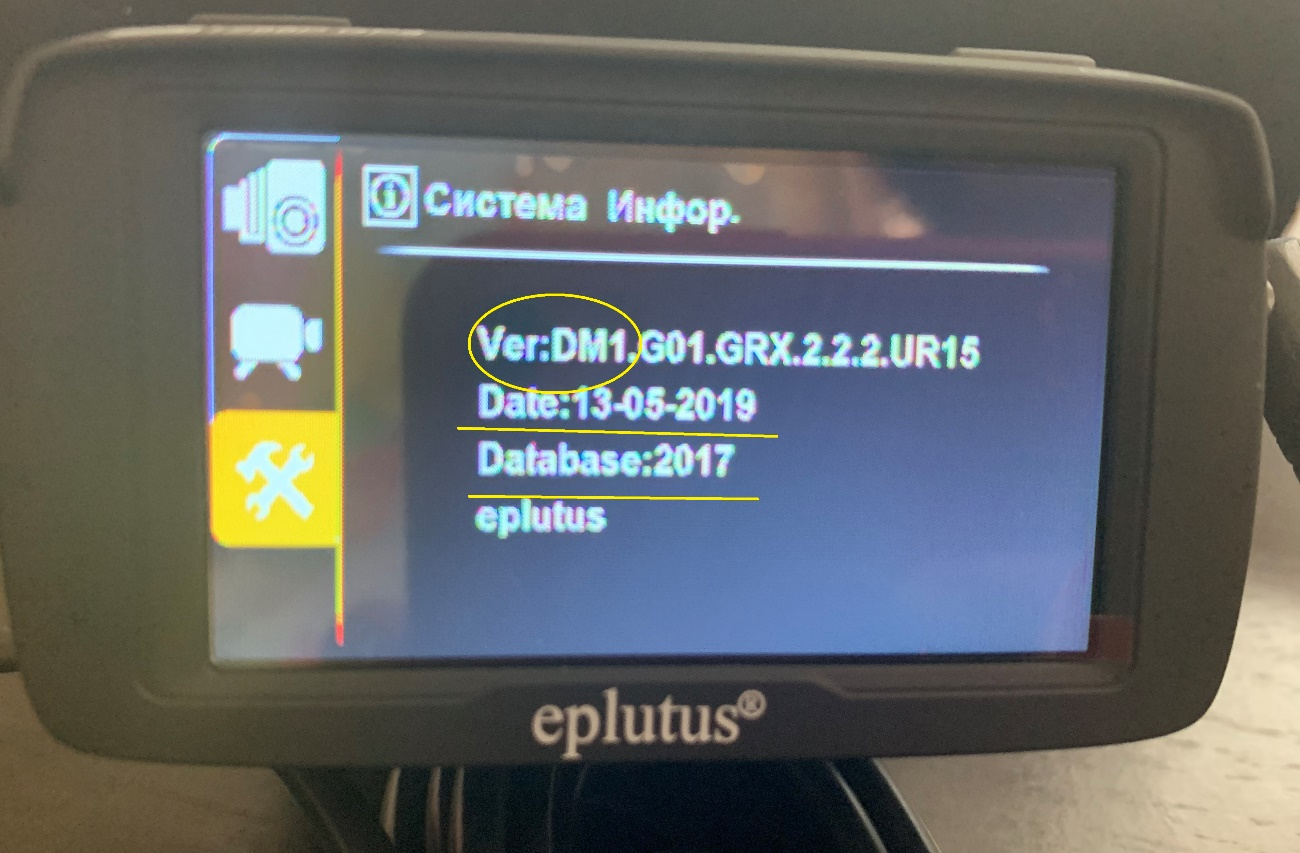 Система Инфор.
Ver:DM1.G01.GRX.2.2.2.UR15
Date:13-05-2019
Database:2017
eplutus
eplutus®